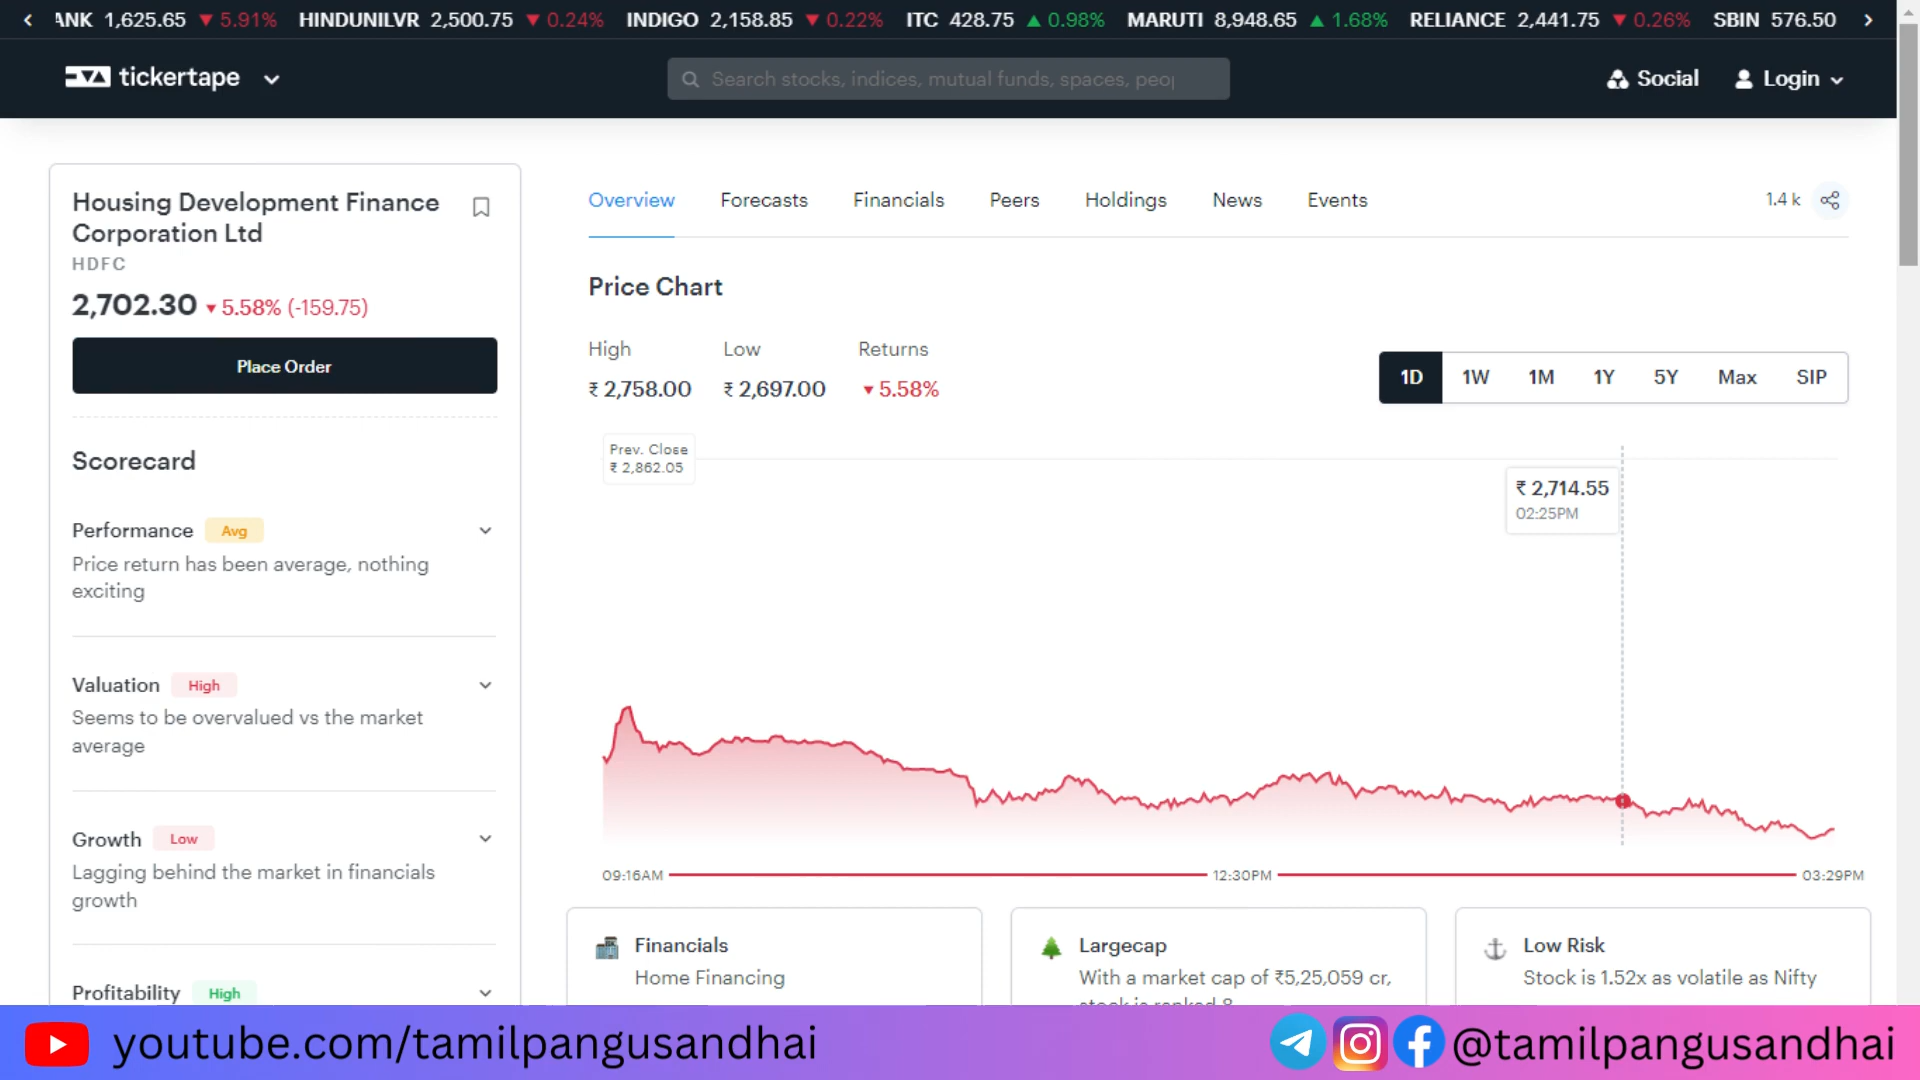 ANK 1,625.65 ▼ 5.91% HINDUNILVR 2,500.75 ▼ 0.24% INDIGO 2,158.85 ▼ 0.22% ITC 428.75 ▲ 0.98% MARUTI 8,948.65 ▲ 1.68% RELIANCE 2,441.75 ▼ 0.26% SBIN 576.50
tickertape
Search stocks, indices, mutual funds, spaces, peo
Social
Login
Housing Development Finance
Corporation Ltd
HDFC
2,702.30 ▼ 5.58% (-159.75)
Place Order
Scorecard
Performance Avg
Price return has been average, nothing
exciting
Valuation High
Seems to be overvalued vs the market
average
Growth Low
Lagging behind the market in financials
growth
Profitability High
Overview Forecasts Financials Peers Holdings News Events
1.4 k
Price Chart
High Low Returns
₹ 2,758.00 ₹ 2,697.00 ▼ 5.58%
1D 1W 1M 1Y 5Y Max SIP
Prev. Close
₹ 2,862.05
₹ 2,714.55
02:25PM
09:16AM 12:30PM 03:29PM
Financials
Home Financing
Largecap
With a market cap of ₹5,25,059 cr,
stock is ranked 8
Low Risk
Stock is 1.52x as volatile as Nifty
youtube.com/tamilpangusandhai
@tamilpangusandhai